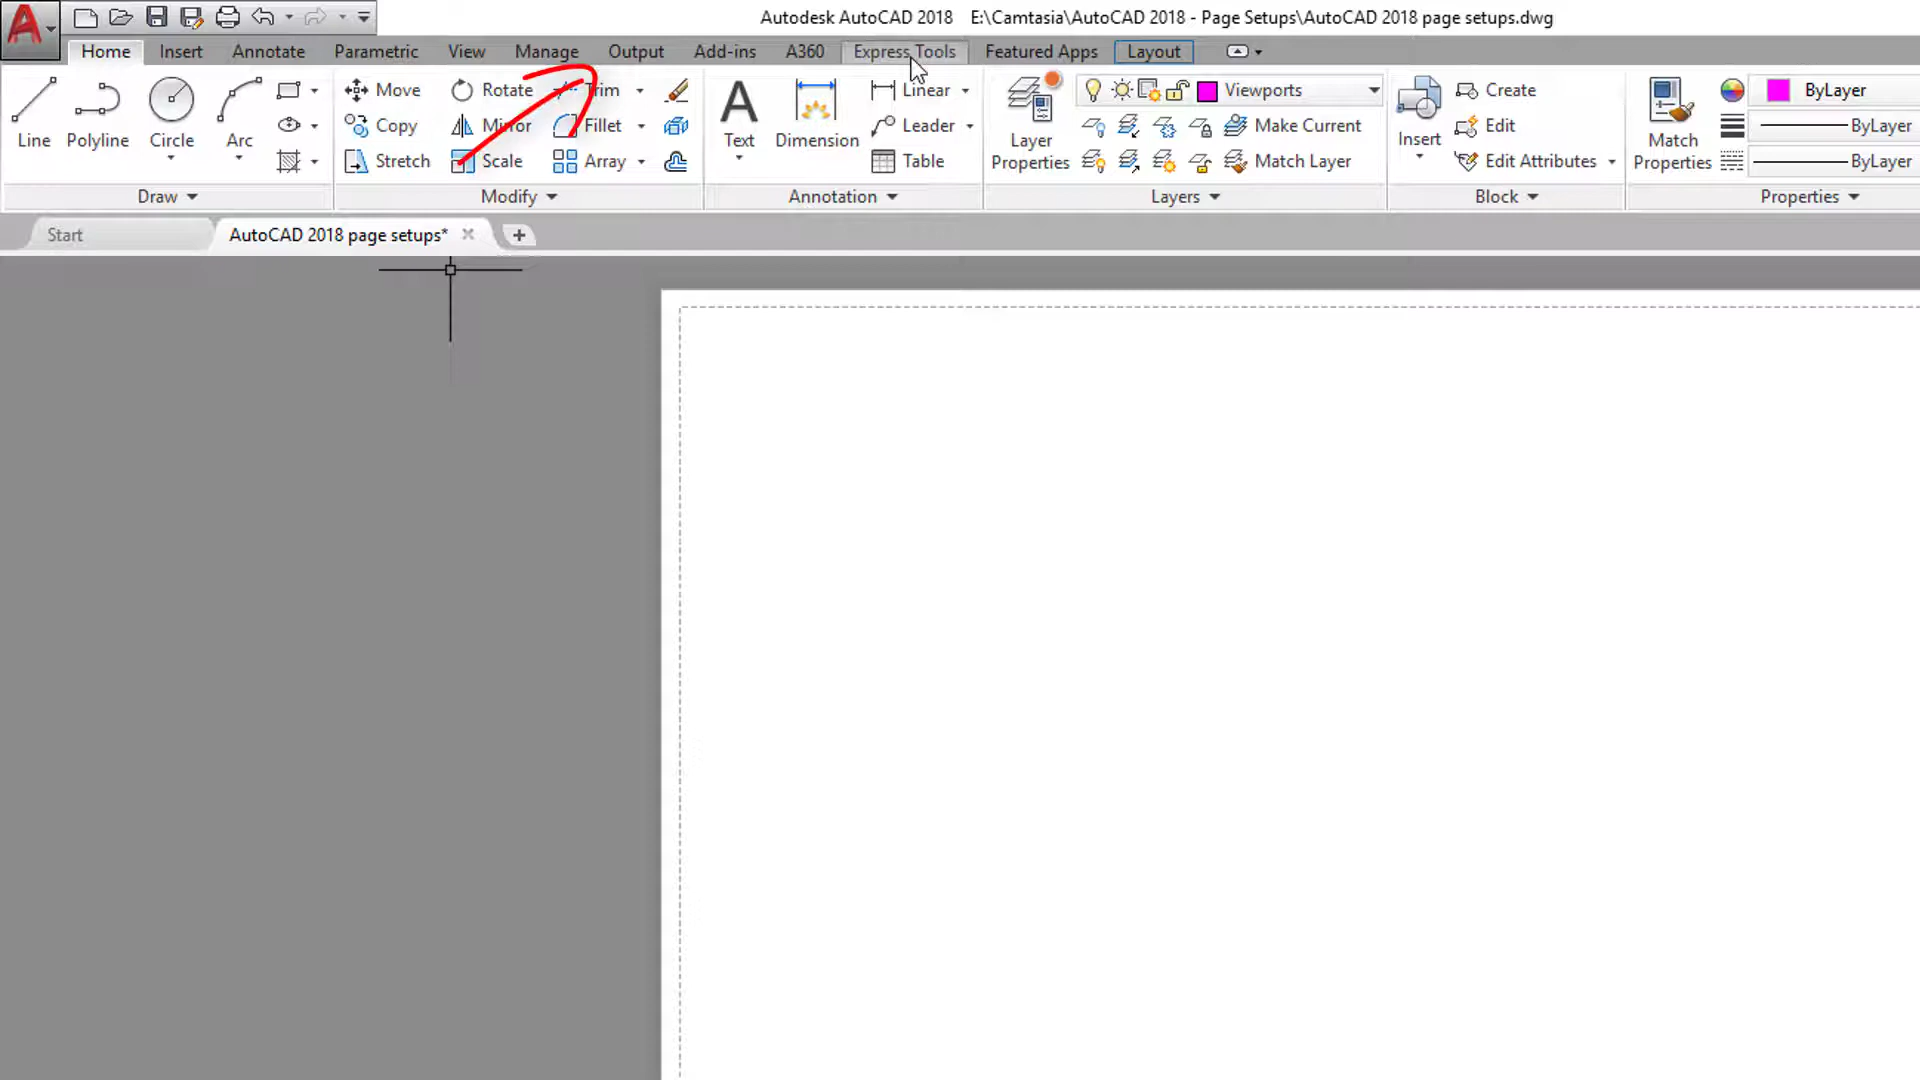 Autodesk AutoCAD 2018 E:\Camtasia\AutoCAD 2018 - Page Setups\AutoCAD 2018 page setups.dwg
Home Insert Annotate Parametric View Manage Output Add-ins A360 Express Tools Featured Apps Layout
Line Polyline Circle Arc
Move Rotate Trim
Copy Mirror Fillet
Stretch Scale Array
Text Dimension
Linear
Leader
Table
Layer
Properties
Viewports
Make Current
Match Layer
Insert
Create
Edit
Edit Attributes
Match
Properties
ByLayer
ByLayer
ByLayer
Draw Modify Annotation Layers Block Properties
Start AutoCAD 2018 page setups*